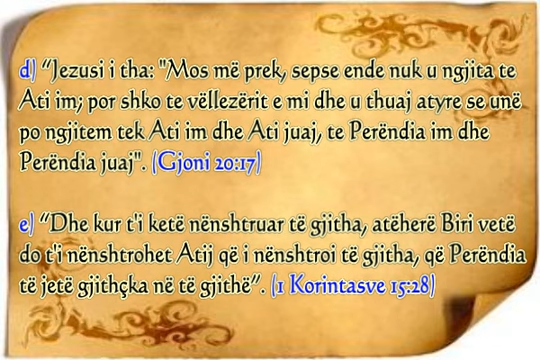 d) “Jezusi i tha: "Mos më prek, sepse ende nuk u ngjita te
Ati im; por shko te vëllezërit e mi dhe u thuaj atyre se unë
po ngjitem tek Ati im dhe Ati juaj, te Perëndia im dhe
Perëndia juaj". (Gjoni 20:17)
e) “Dhe kur t'i ketë nënshtruar të gjitha, atëherë Biri vetë
do t'i nënshtrohet Atij që i nënshtroi të gjitha, që Perëndia
të jetë gjithçka në të gjithë”. (1 Korintasve 15:28)